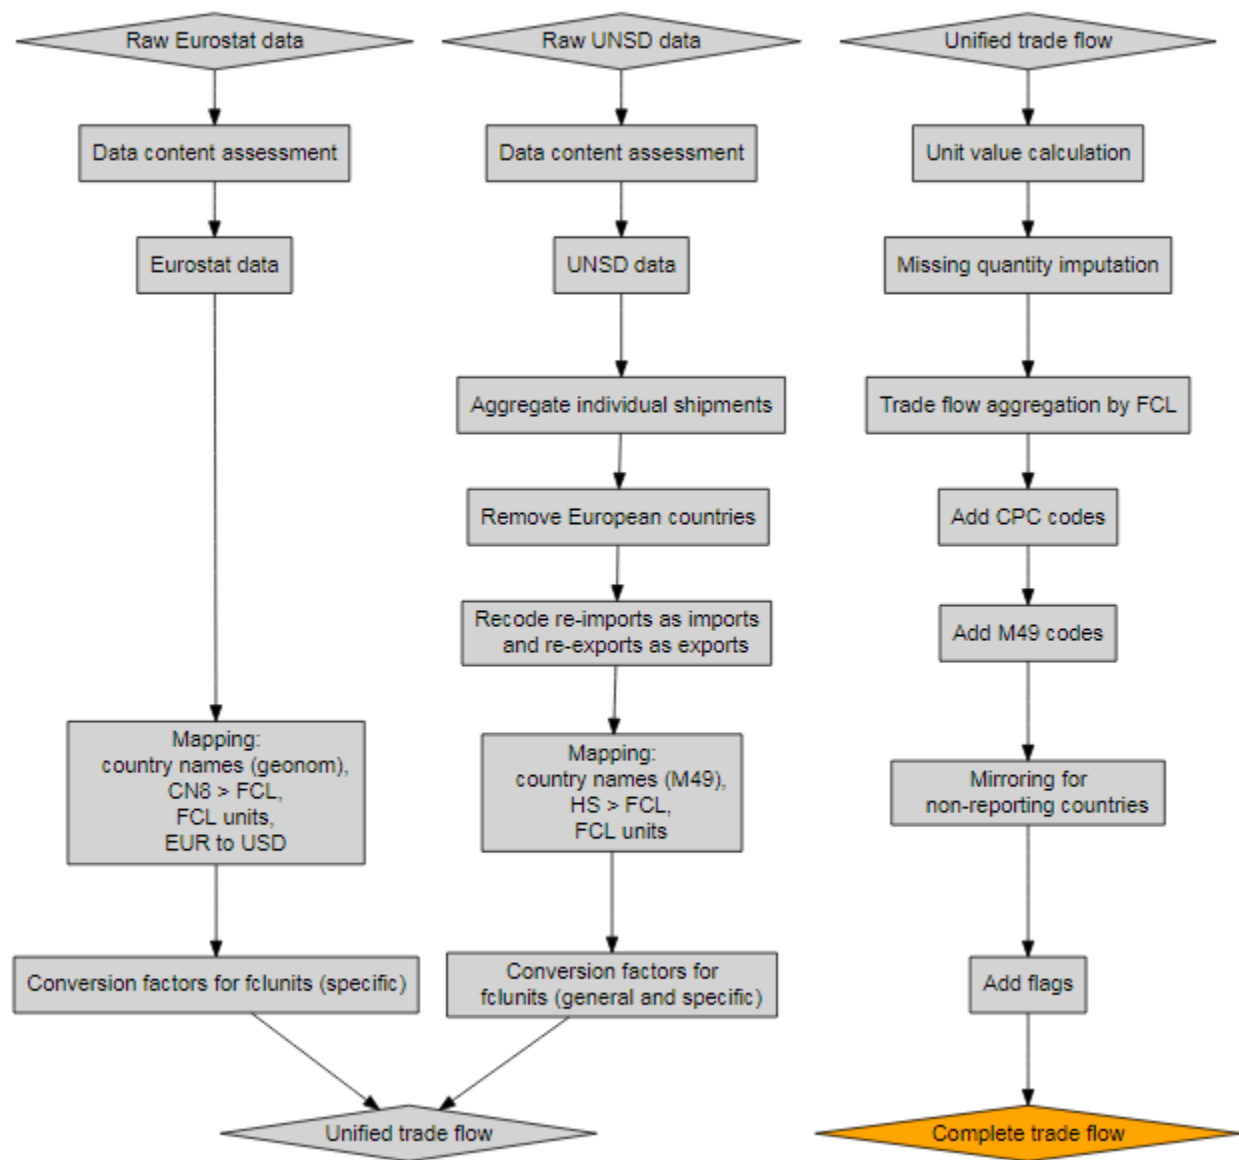 Raw Eurostat data
Data content assessment
Eurostat data
Mapping:
country names (geonom),
CN8 > FCL,
FCL units,
EUR to USD
Conversion factors for fclunits (specific)
Raw UNSD data
Data content assessment
UNSD data
Aggregate individual shipments
Remove European countries
Recode re-imports as imports
and re-exports as exports
Mapping:
country names (M49),
HS > FCL,
FCL units
Conversion factors for
fclunits (general and specific)
Unified trade flow
Unified trade flow
Unit value calculation
Missing quantity imputation
Trade flow aggregation by FCL
Add CPC codes
Add M49 codes
Mirroring for
non-reporting countries
Add flags
Complete trade flow